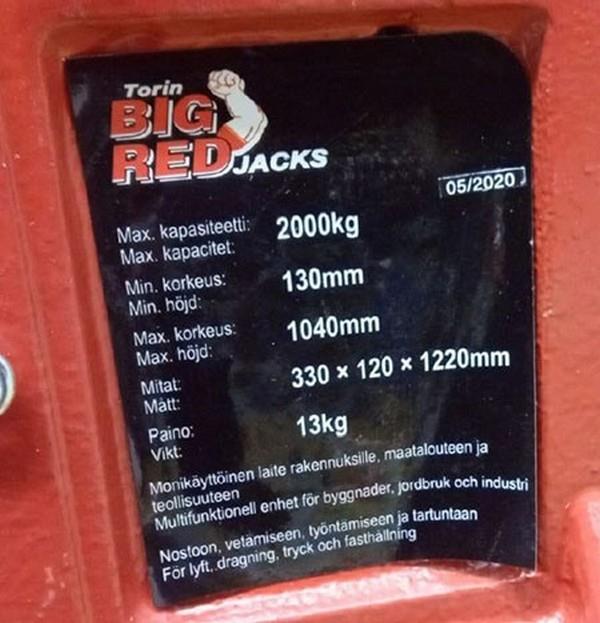 Torin
BIG
RED JACKS
05/2020
Max. kapasiteetti: 2000kg
Max. kapacitet:
Min. korkeus: 130mm
Min. höjd:
Max. korkeus: 1040mm
Max. höjd:
Mitat: 330 × 120 × 1220mm
Mått:
Paino: 13kg
Vikt:
Monikäyttöinen laite rakennuksille, maatalouteen ja
teollisuuteen
Multifunktionell enhet för byggnader, jordbruk och industri
Nostoon, vetämiseen, työntämiseen ja tartuntaan
För lyft, dragning, tryck och fasthållning